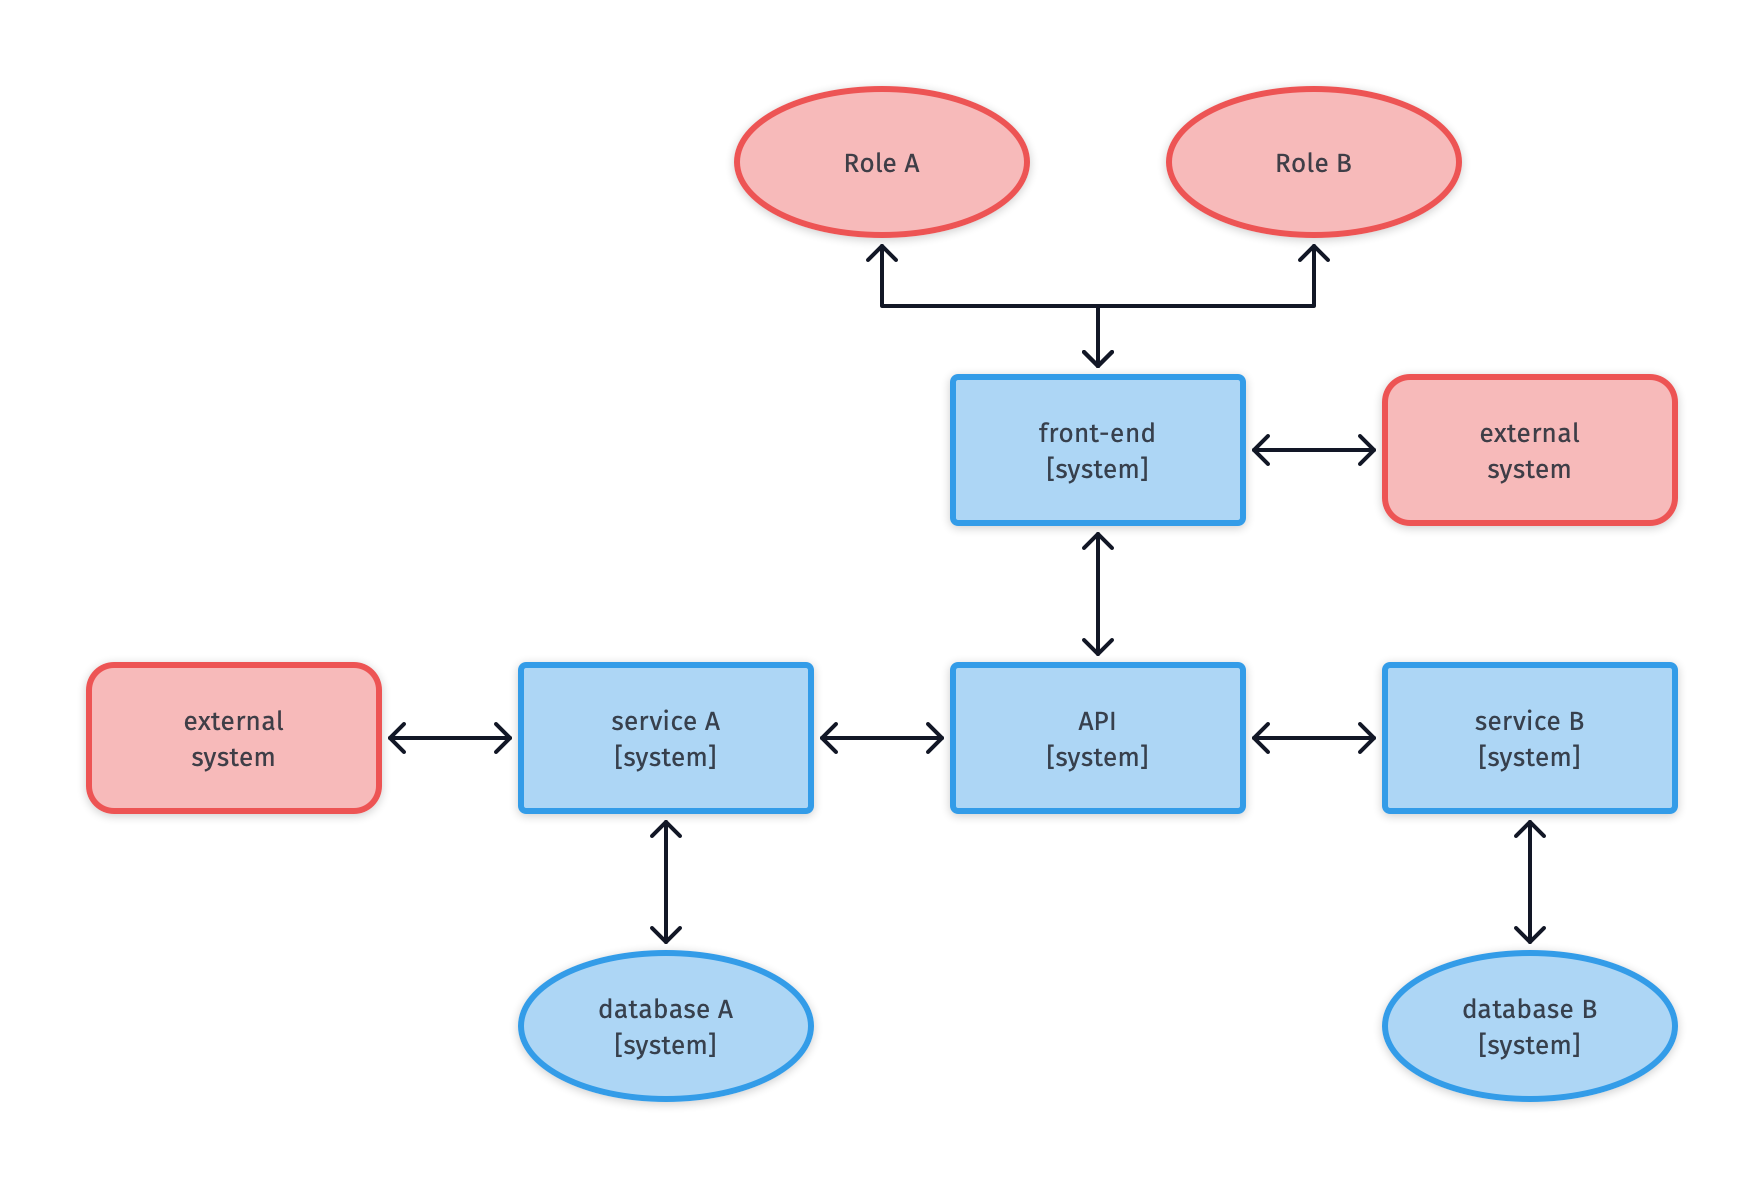 Role A
Role B
front-end
[system]
external
system
external
system
service A
[system]
API
[system]
service B
[system]
database A
[system]
database B
[system]